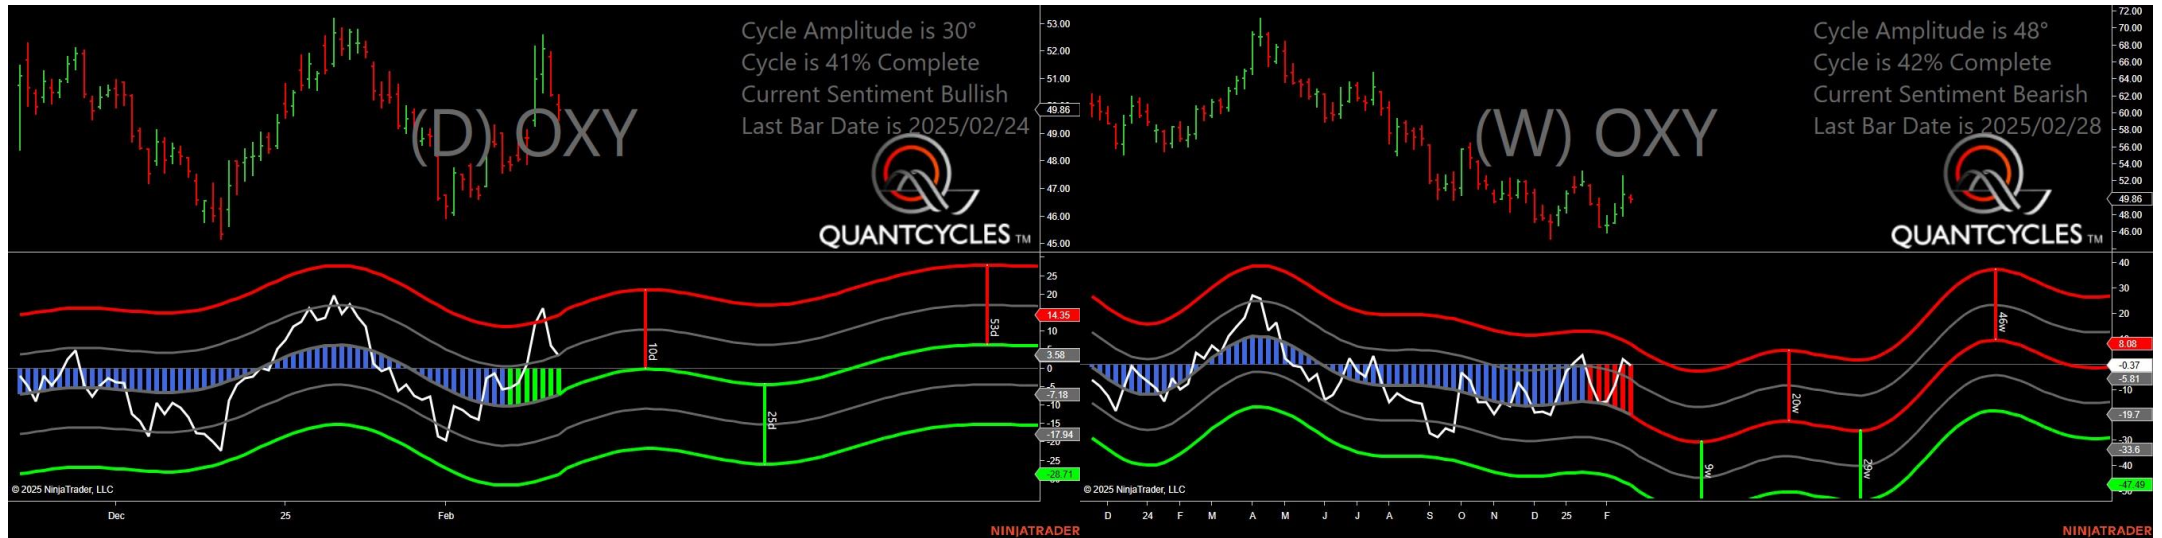 Cycle Amplitude is 30°
Cycle is 41% Complete
Current Sentiment Bullish
Last Bar Date is 2025/02/24
(D) OXY
QUANTCYCLES TM
53.00
52.00
51.00
49.86
49.00
48.00
47.00
46.00
45.00
25
20
14.35
10
3.58
0
-5
-7.18
-10
-15
-17.94
-25
-28.71
10d
25d
53d
© 2025 NinjaTrader, LLC
Dec 25 Feb
NINJATRADER
Cycle Amplitude is 48°
Cycle is 42% Complete
Current Sentiment Bearish
Last Bar Date is 2025/02/28
(W) OXY
QUANTCYCLES TM
72.00
70.00
68.00
66.00
64.00
62.00
60.00
58.00
56.00
54.00
52.00
49.86
48.00
46.00
40
30
20
8.08
-0.37
-5.81
-10
-19.7
-30
-33.6
-40
-47.49
9w
20w
29w
46w
© 2025 NinjaTrader, LLC
D 24 F M A M J J A S O N D 25 F
NINJATRADER